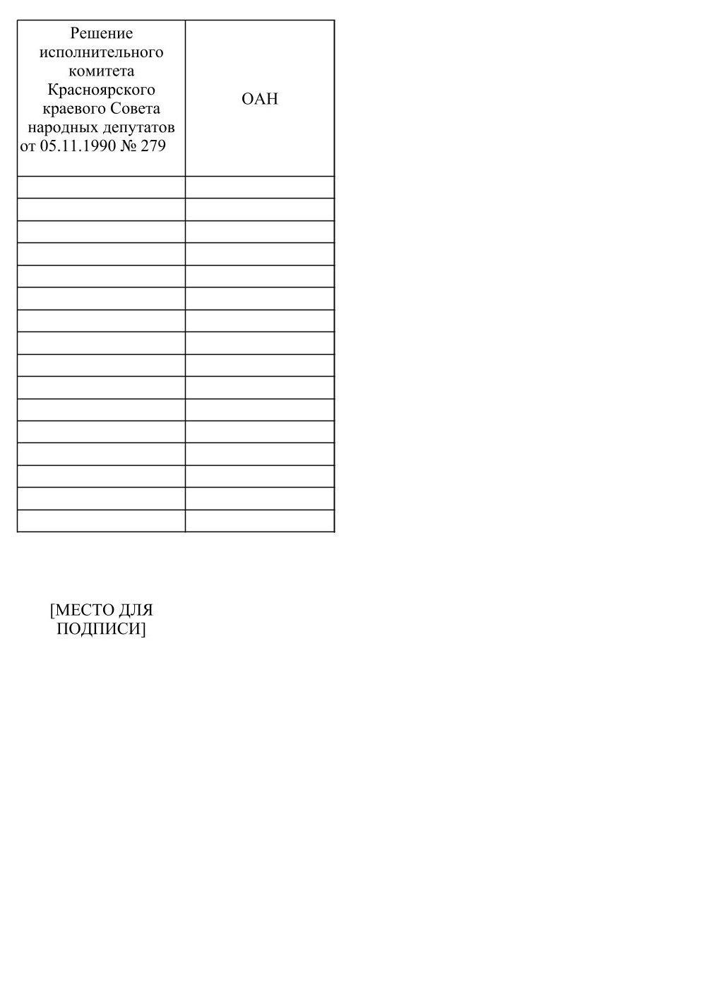 Решение
исполнительного
комитета
Красноярского
краевого Совета
народных депутатов
от 05.11.1990 № 279
ОАН
[МЕСТО ДЛЯ
ПОДПИСИ]